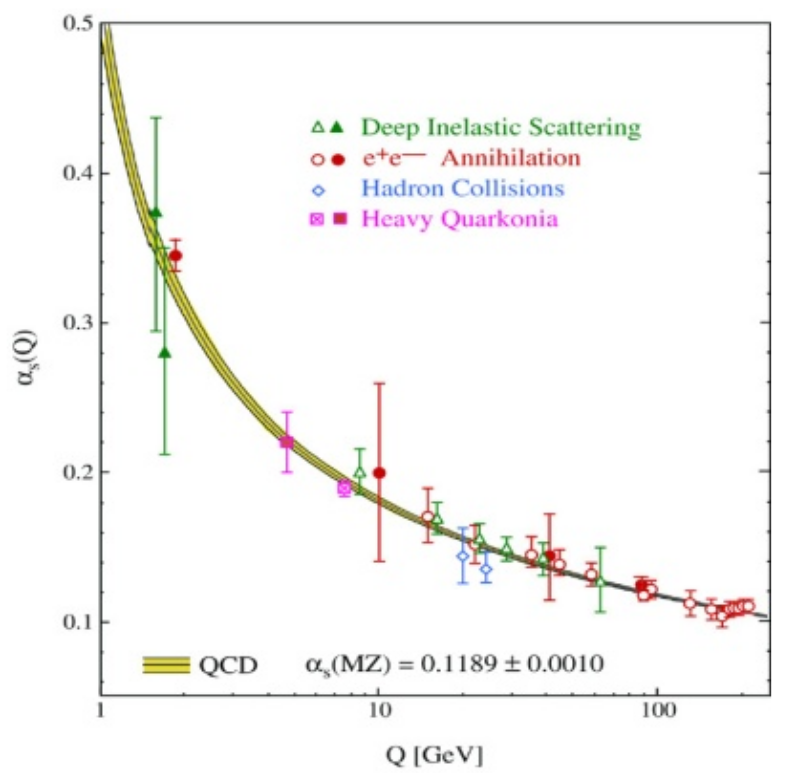 0.5
0.4
0.3
0.2
0.1
αₛ(Q)
Deep Inelastic Scattering
e⁺e⁻ Annihilation
Hadron Collisions
Heavy Quarkonia
QCD αₛ(MZ) = 0.1189 ± 0.0010
1 10 100
Q [GeV]